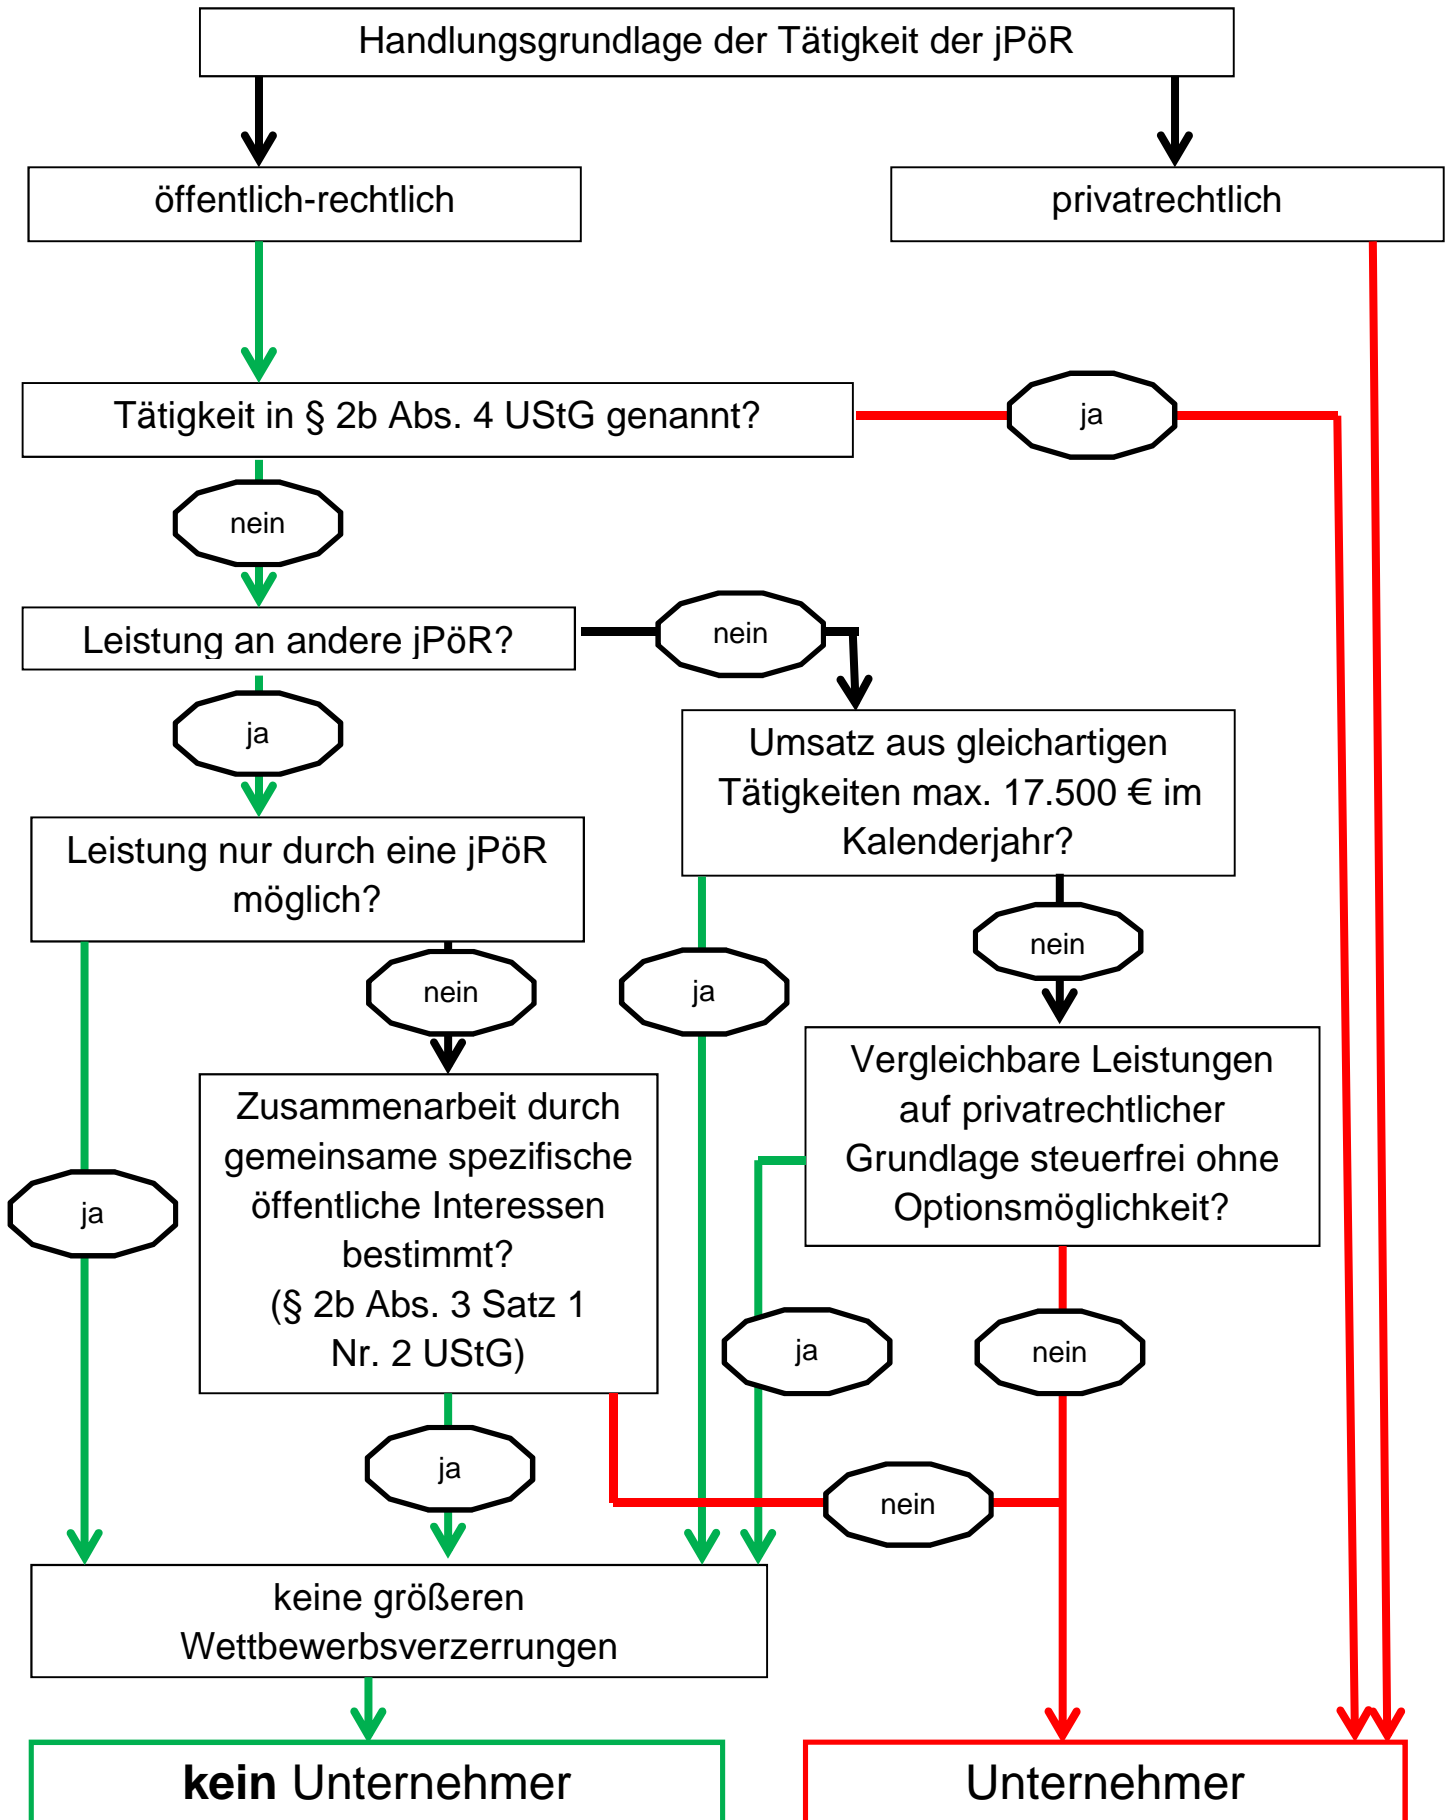 Handlungsgrundlage der Tätigkeit der jPöR
öffentlich-rechtlich
privatrechtlich
Tätigkeit in § 2b Abs. 4 UStG genannt?
ja
nein
Leistung an andere jPöR?
nein
ja
Umsatz aus gleichartigen
Tätigkeiten max. 17.500 € im
Kalenderjahr?
Leistung nur durch eine jPöR
möglich?
nein
nein
ja
Vergleichbare Leistungen
auf privatrechtlicher
Grundlage steuerfrei ohne
Optionsmöglichkeit?
Zusammenarbeit durch
gemeinsame spezifische
öffentliche Interessen
bestimmt?
(§ 2b Abs. 3 Satz 1
Nr. 2 UStG)
ja
ja
nein
ja
nein
keine größeren
Wettbewerbsverzerrungen
kein Unternehmer
Unternehmer